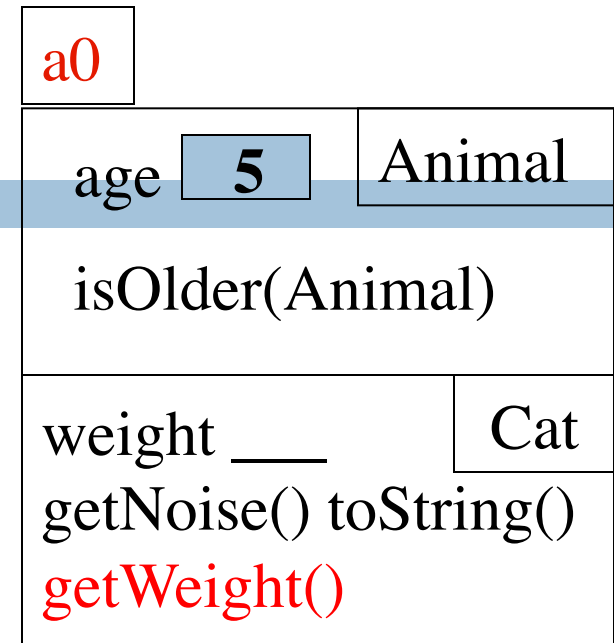 a0
age 5 Animal
isOlder(Animal)
weight ___ Cat
getNoise() toString()
getWeight()